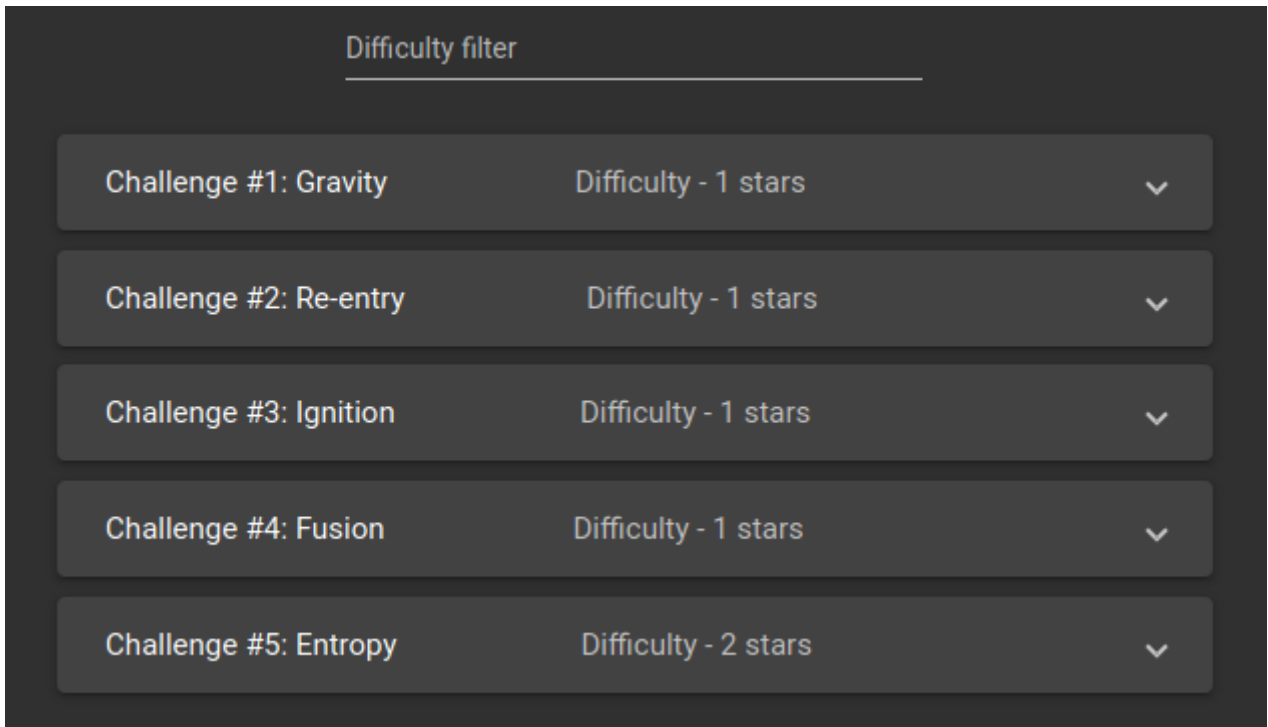 Difficulty filter
Challenge #1: Gravity Difficulty - 1 stars
Challenge #2: Re-entry Difficulty - 1 stars
Challenge #3: Ignition Difficulty - 1 stars
Challenge #4: Fusion Difficulty - 1 stars
Challenge #5: Entropy Difficulty - 2 stars